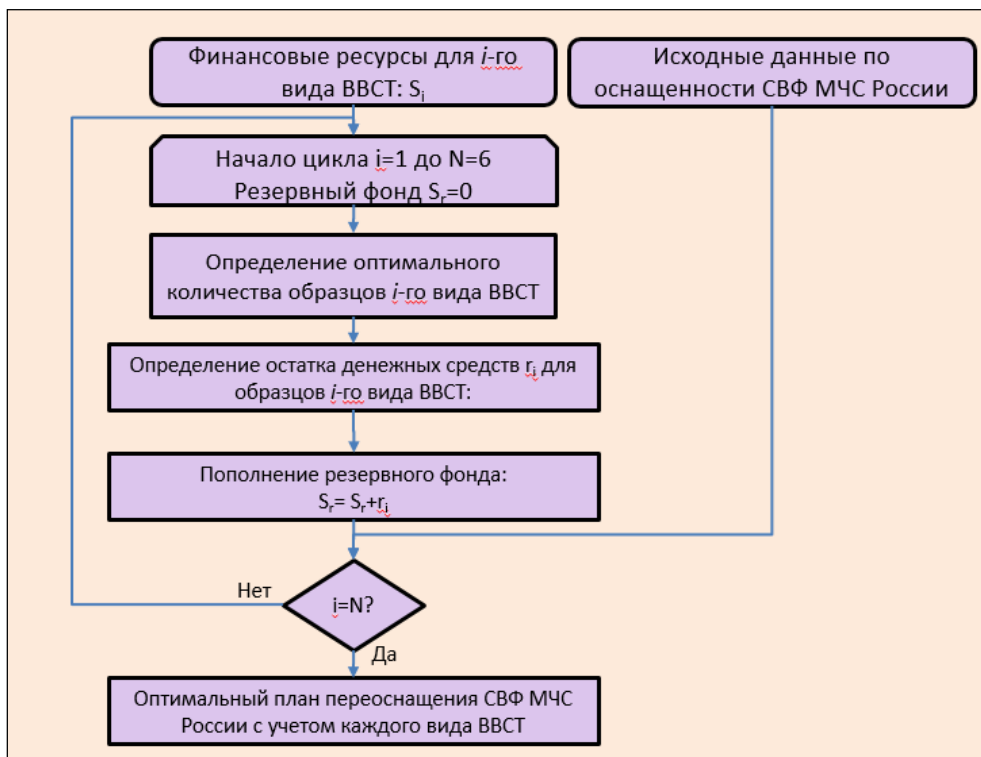 Финансовые ресурсы для i-го
вида ВВСТ: Si
Исходные данные по
оснащенности СВФ МЧС России
Начало цикла i=1 до N=6
Резервный фонд Sr=0
Определение оптимального
количества образцов i-го вида ВВСТ
Определение остатка денежных средств ri для
образцов i-го вида ВВСТ:
Пополнение резервного фонда:
Sr= Sr+ri
Нет
i=N?
Да
Оптимальный план переоснащения СВФ МЧС
России с учетом каждого вида ВВСТ